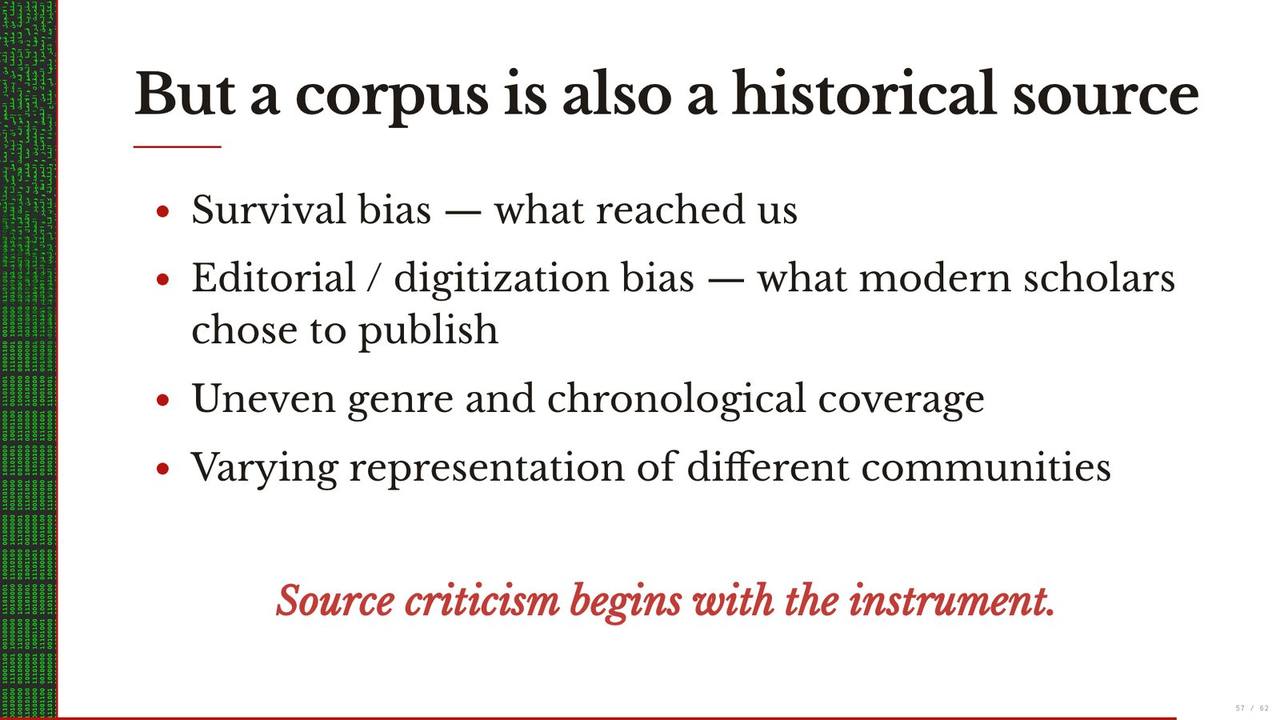 But a corpus is also a historical source
• Survival bias — what reached us
• Editorial / digitization bias — what modern scholars
chose to publish
• Uneven genre and chronological coverage
• Varying representation of different communities
Source criticism begins with the instrument.
57 / 62